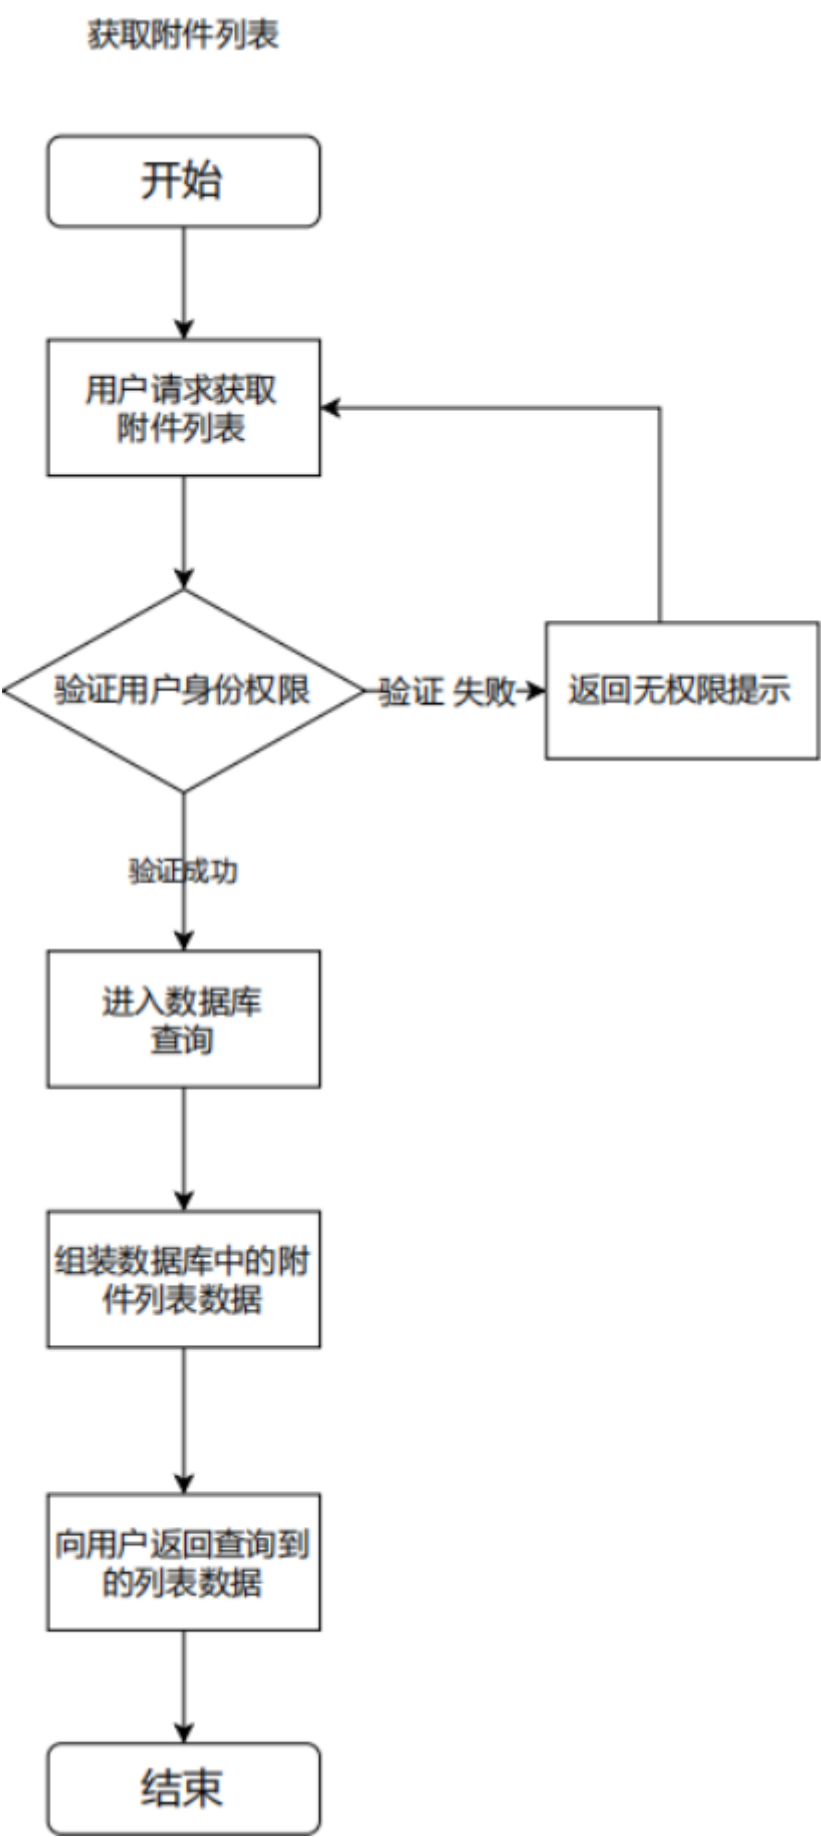 获取附件列表
开始
用户请求获取
附件列表
验证用户身份权限
验证 失败
返回无权限提示
验证成功
进入数据库
查询
组装数据库中的附
件列表数据
向用户返回查询到
的列表数据
结束